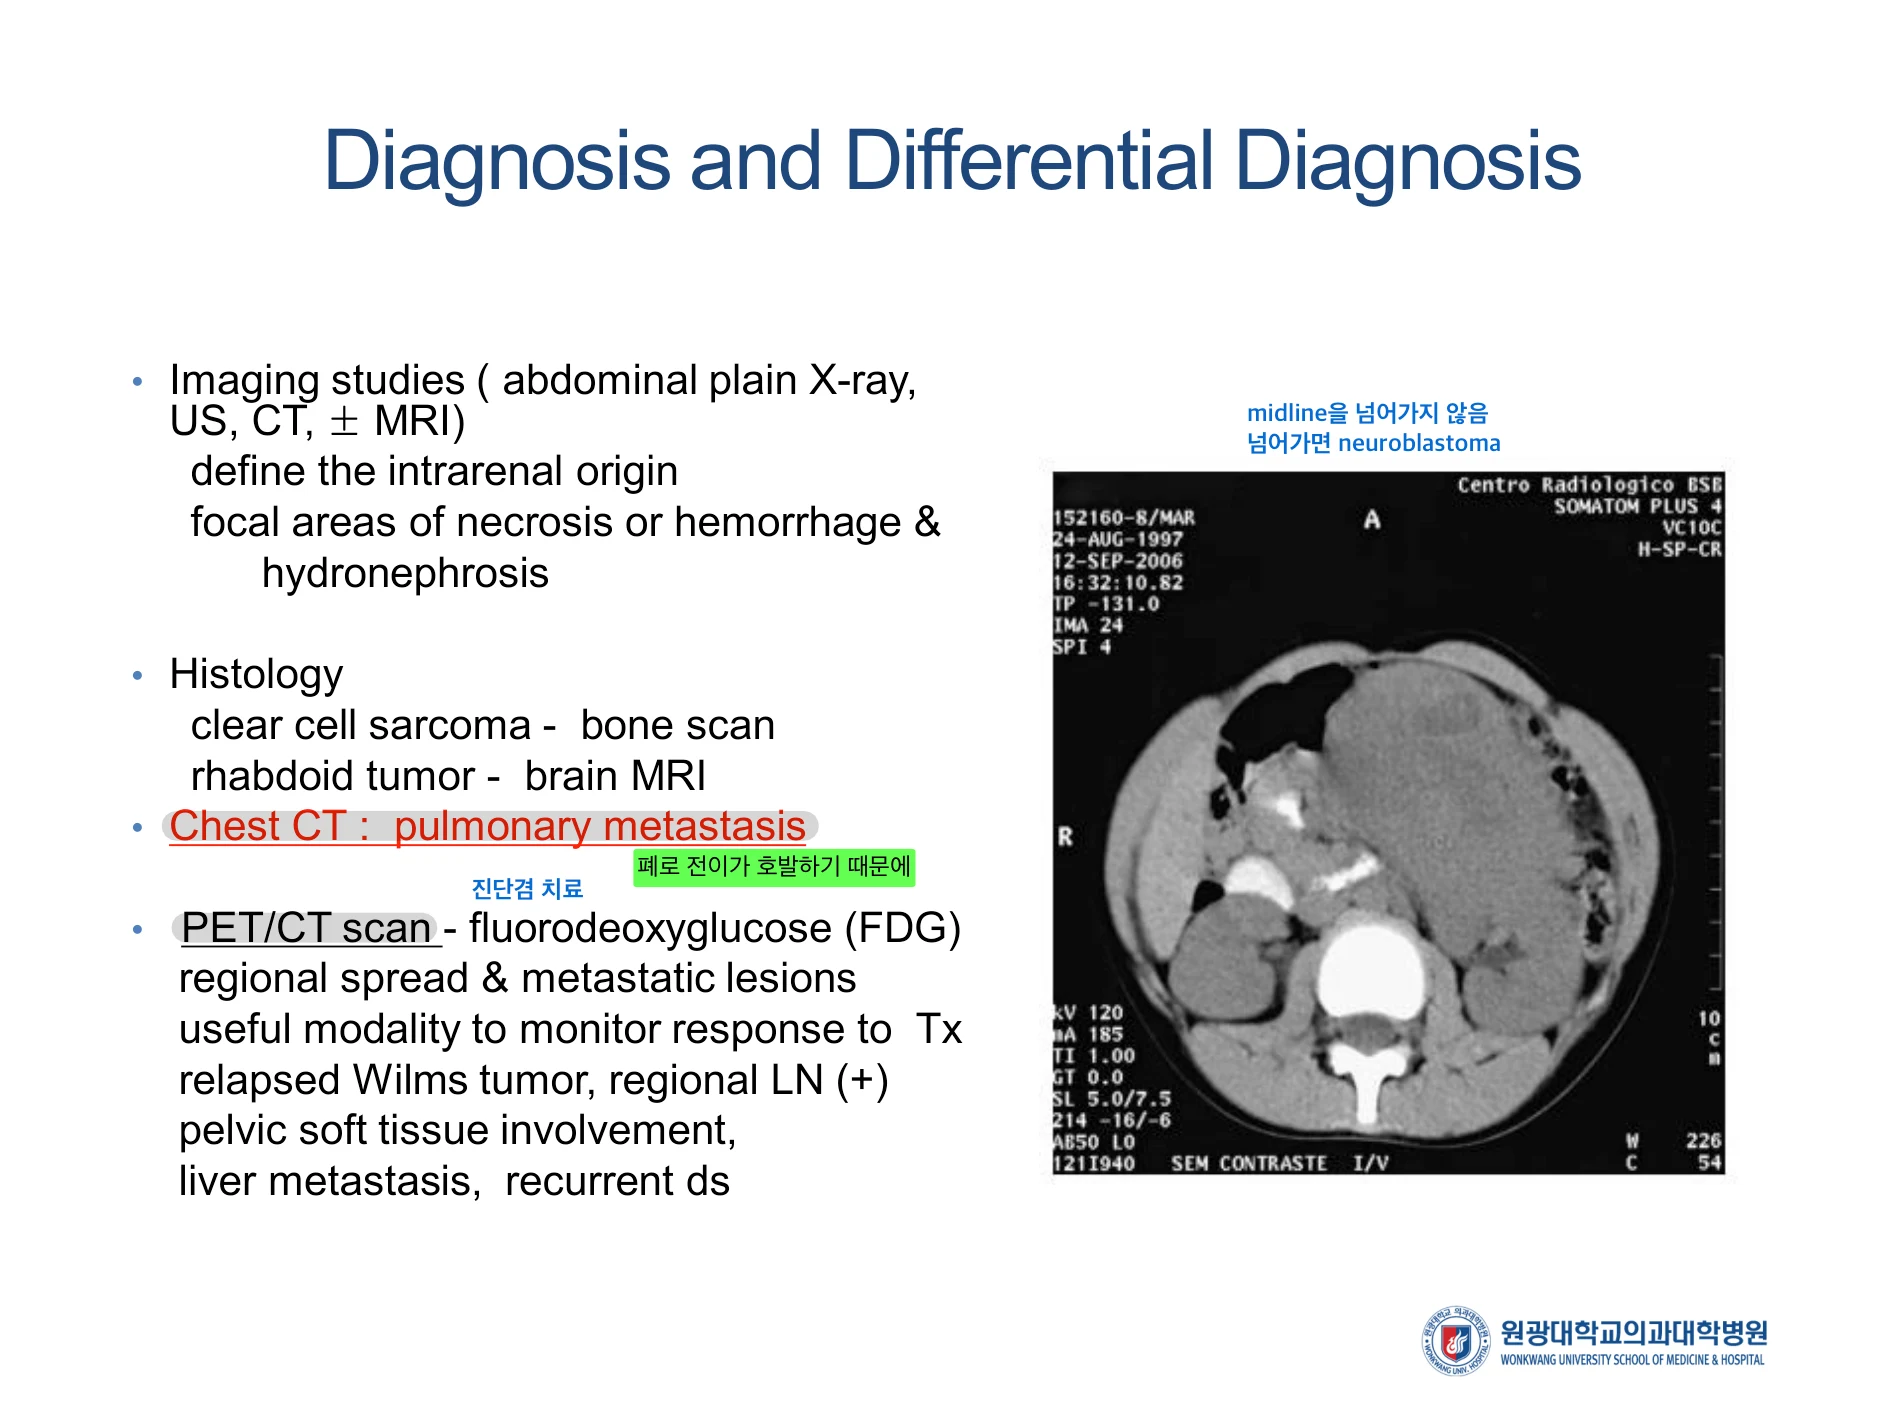 Diagnosis and Differential Diagnosis
• Imaging studies ( abdominal plain X-ray,
US, CT, ± MRI)
define the intrarenal origin
focal areas of necrosis or hemorrhage &
hydronephrosis
• Histology
clear cell sarcoma - bone scan
rhabdoid tumor - brain MRI
• Chest CT : pulmonary metastasis
폐로 전이가 호발하기 때문에
진단겸 치료
• PET/CT scan - fluorodeoxyglucose (FDG)
regional spread & metastatic lesions
useful modality to monitor response to Tx
relapsed Wilms tumor, regional LN (+)
pelvic soft tissue involvement,
liver metastasis, recurrent ds
midline을 넘어가지 않음
넘어가면 neuroblastoma
Centro Radiologico BSB
SOMATOM PLUS 4
VC10C
H-SP-CR
152160-8/MAR
24-AUG-1997
12-SEP-2006
16:32:10.82
TP -131.0
IMA 24
SPI 4
A
R
kV 120
mA 185
TI 1.00
GT 0.0
SL 5.0/7.5
214 -16/-6
AB50 L0
121I940 SEM CONTRASTE I/V
10
c
m
W 226
C 54
원광대학교의과대학병원
WONKWANG UNIVERSITY SCHOOL OF MEDICINE & HOSPITAL